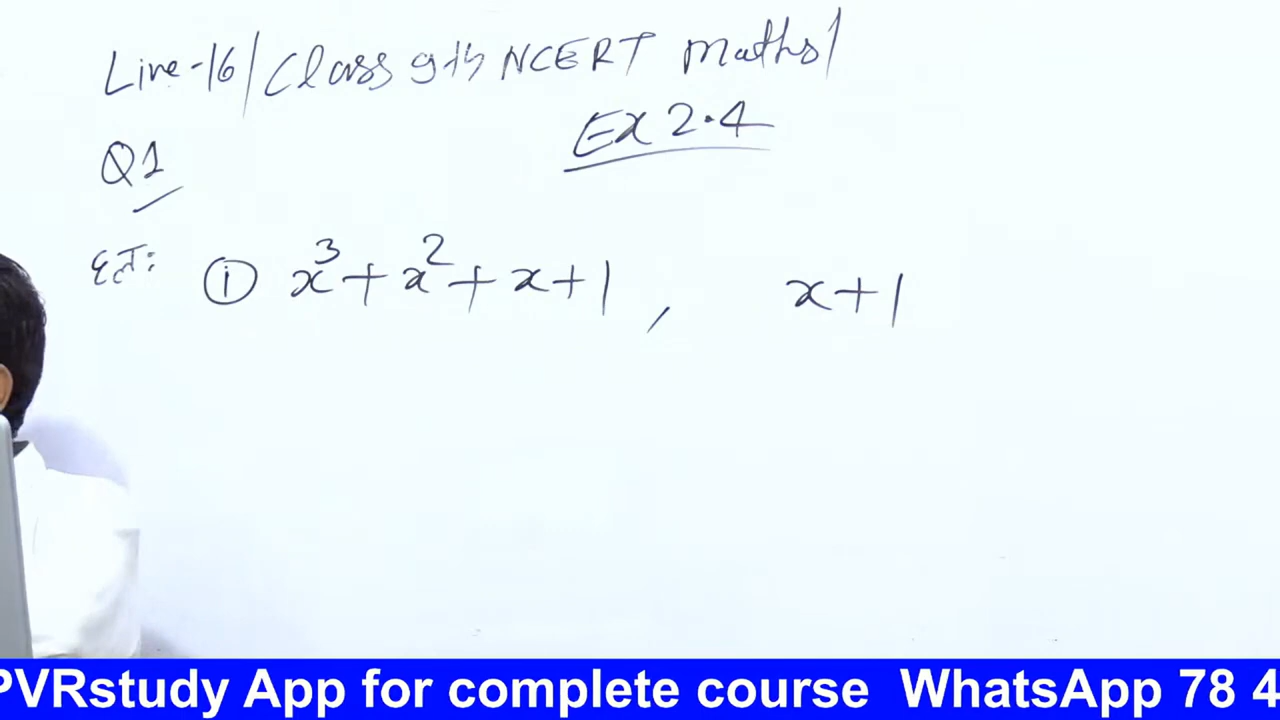 Live-16/Class 9th NCERT Maths/
Ex 2.4
Q1
हल: ① x³+x²+x+1, x+1
PVRstudy App for complete course WhatsApp 78 4